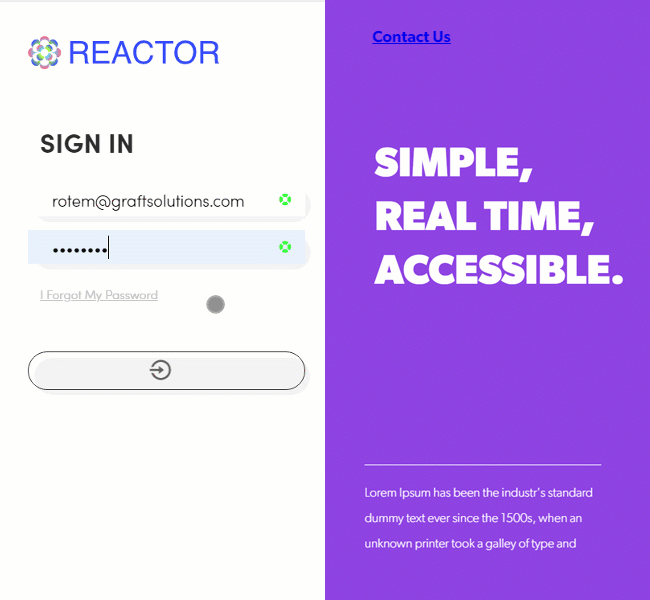 REACTOR
SIGN IN
rotem@graftsolutions.com
••••••••
I Forgot My Password
Contact Us
SIMPLE,
REAL TIME,
ACCESSIBLE.
Lorem Ipsum has been the industr's standard
dummy text ever since the 1500s, when an
unknown printer took a galley of type and